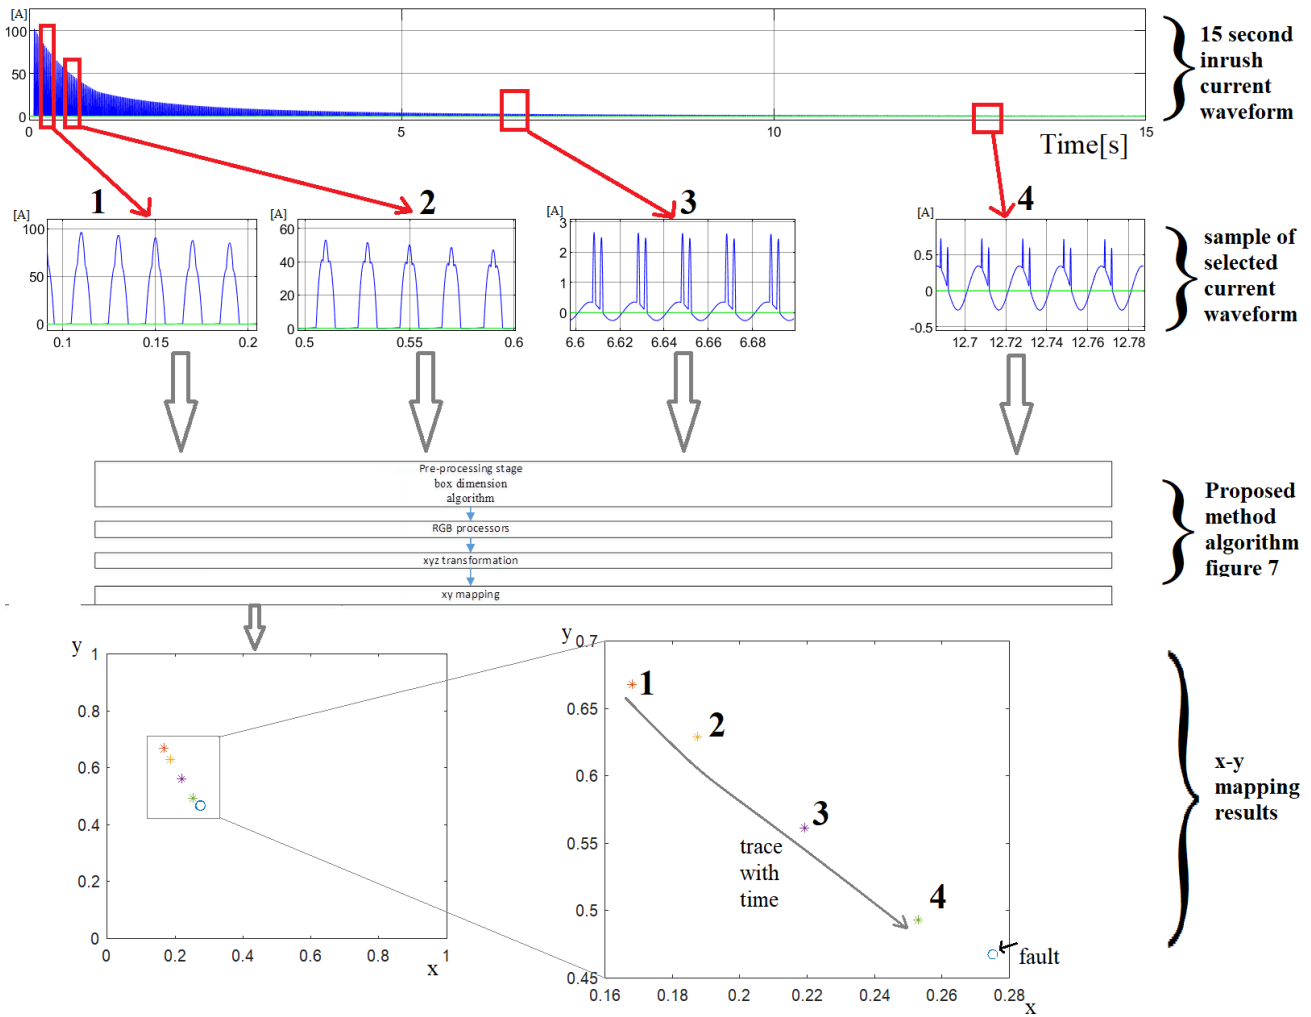 [A]
100
50
0
0
5
10
15
Time[s]
15 second
inrush
current
waveform
1
2
3
4
[A]
100
50
0
0.1
0.15
0.2
[A]
60
40
20
0
0.5
0.55
0.6
[A]
3
2
1
0
6.6
6.62
6.64
6.66
6.68
[A]
0.5
0
-0.5
12.7
12.72
12.74
12.76
12.78
sample of
selected
current
waveform
Pre-processing stage
box dimension
algorithm
RGB processors
xyz transformation
xy mapping
Proposed
method
algorithm
figure 7
y
1
0.8
0.6
0.4
0.2
0
0
0.2
0.4
0.6
0.8
1
x
y
0.7
0.65
0.6
0.55
0.5
0.45
0.16
0.18
0.2
0.22
0.24
0.26
0.28
x
1
2
3
4
trace
with
time
fault
x-y
mapping
results